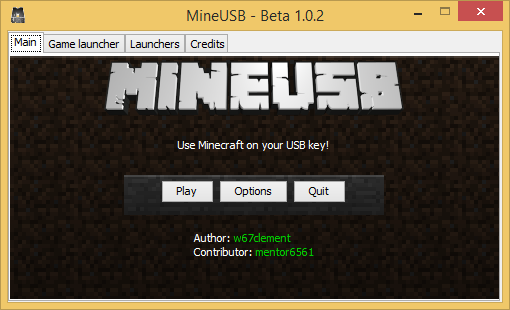 MineUSB - Beta 1.0.2
Main Game launcher Launchers Credits
MINEUSB
Use Minecraft on your USB key!
Play Options Quit
Author: w67clement
Contributor: mentor6561